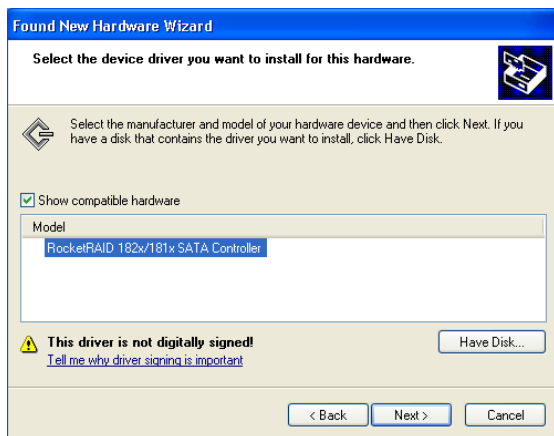 Found New Hardware Wizard
Select the device driver you want to install for this hardware.
Select the manufacturer and model of your hardware device and then click Next. If you
have a disk that contains the driver you want to install, click Have Disk.
Show compatible hardware
Model
RocketRAID 182x/181x SATA Controller
This driver is not digitally signed!
Tell me why driver signing is important
Have Disk...
< Back
Next >
Cancel